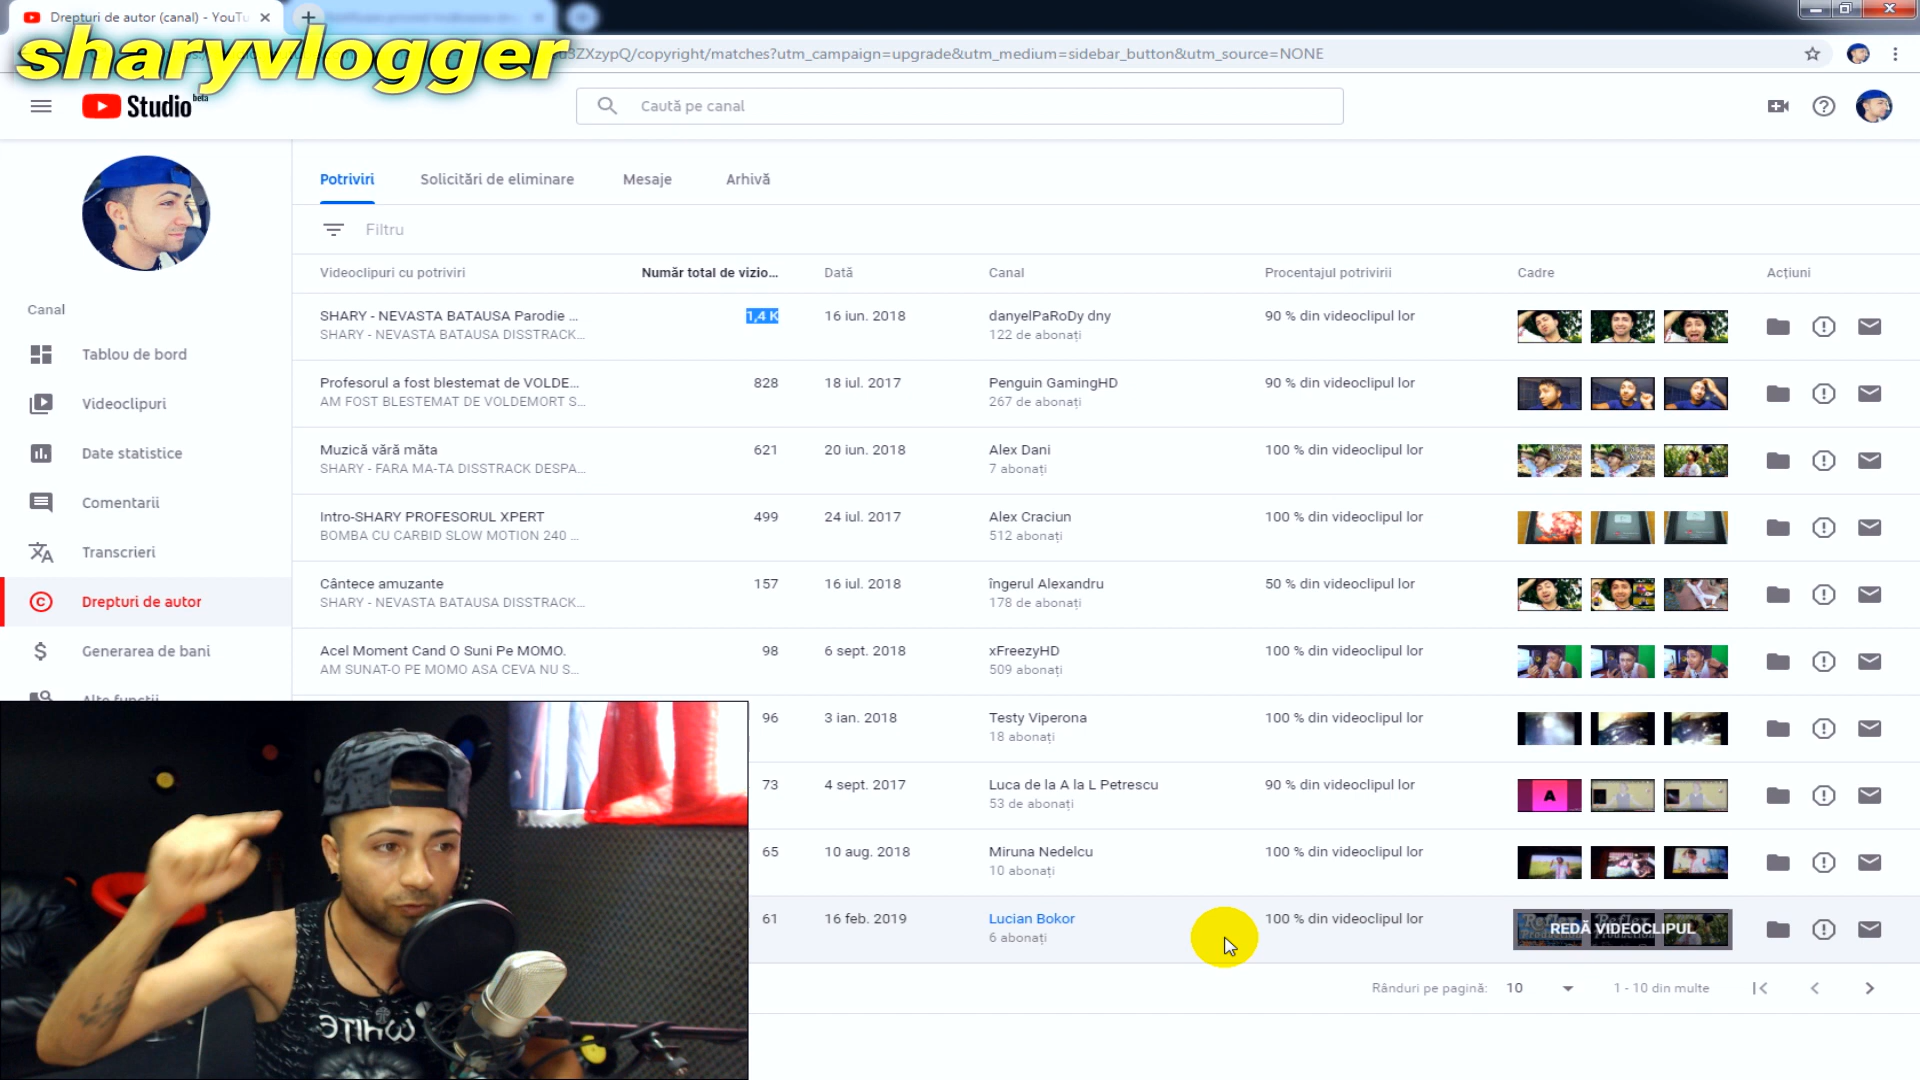 Drepturi de autor (canal) - YouTu
sharyvlogger
u3ZXzypQ/copyright/matches?utm_campaign=upgrade&utm_medium=sidebar_button&utm_source=NONE
Studio beta
Caută pe canal
Potriviri Solicitări de eliminare Mesaje Arhivă
Filtru
Videoclipuri cu potriviri Număr total de vizio... Dată Canal Procentajul potrivirii Cadre Acțiuni
Canal
SHARY - NEVASTA BATAUSA Parodie ... 1,4 K 16 iun. 2018 danyelPaRoDy dny 90 % din videoclipul lor
SHARY - NEVASTA BATAUSA DISSTRACK... 122 de abonați
Tablou de bord
Profesorul a fost blestemat de VOLDE... 828 18 iul. 2017 Penguin GamingHD 90 % din videoclipul lor
AM FOST BLESTEMAT DE VOLDEMORT S... 267 de abonați
Videoclipuri
Muzică vără măta 621 20 iun. 2018 Alex Dani 100 % din videoclipul lor
SHARY - FARA MA-TA DISSTRACK DESPA... 7 abonați
Date statistice
Comentarii
Intro-SHARY PROFESORUL XPERT 499 24 iul. 2017 Alex Craciun 100 % din videoclipul lor
BOMBA CU CARBID SLOW MOTION 240 ... 512 abonați
Transcrieri
Cântece amuzante 157 16 iul. 2018 îngerul Alexandru 50 % din videoclipul lor
SHARY - NEVASTA BATAUSA DISSTRACK... 178 de abonați
Drepturi de autor
Generarea de bani
Acel Moment Cand O Suni Pe MOMO. 98 6 sept. 2018 xFreezyHD 100 % din videoclipul lor
AM SUNAT-O PE MOMO ASA CEVA NU S... 509 abonați
Alte funcții
96 3 ian. 2018 Testy Viperona 100 % din videoclipul lor
18 abonați
73 4 sept. 2017 Luca de la A la L Petrescu 90 % din videoclipul lor
53 de abonați
A
65 10 aug. 2018 Miruna Nedelcu 100 % din videoclipul lor
10 abonați
61 16 feb. 2019 Lucian Bokor 100 % din videoclipul lor
6 abonați
REDĂ VIDEOCLIPUL
Rânduri pe pagină: 10 1 - 10 din multe
WHITE